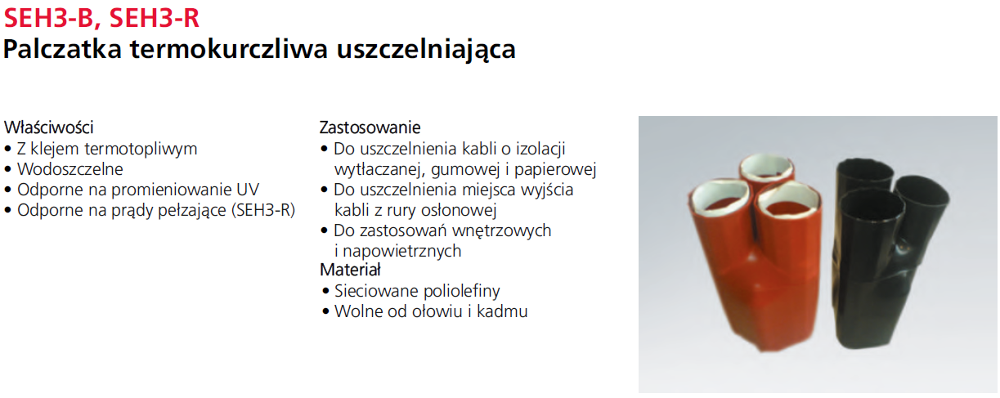 SEH3-B, SEH3-R
Palczatka termokurczliwa uszczelniająca
Właściwości
• Z klejem termotopliwym
• Wodoszczelne
• Odporne na promieniowanie UV
• Odporne na prądy pełzające (SEH3-R)
Zastosowanie
• Do uszczelnienia kabli o izolacji
wytłaczanej, gumowej i papierowej
• Do uszczelnienia miejsca wyjścia
kabli z rury osłonowej
• Do zastosowań wnętrzowych
i napowietrznych
Materiał
• Sieciowane poliolefiny
• Wolne od ołowiu i kadmu